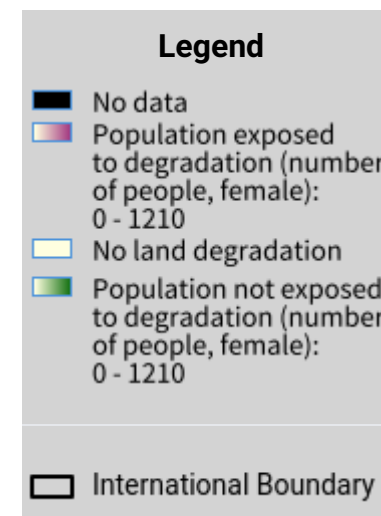 Legend
No data
Population exposed
to degradation (number
of people, female):
0 - 1210
No land degradation
Population not exposed
to degradation (number
of people, female):
0 - 1210
International Boundary